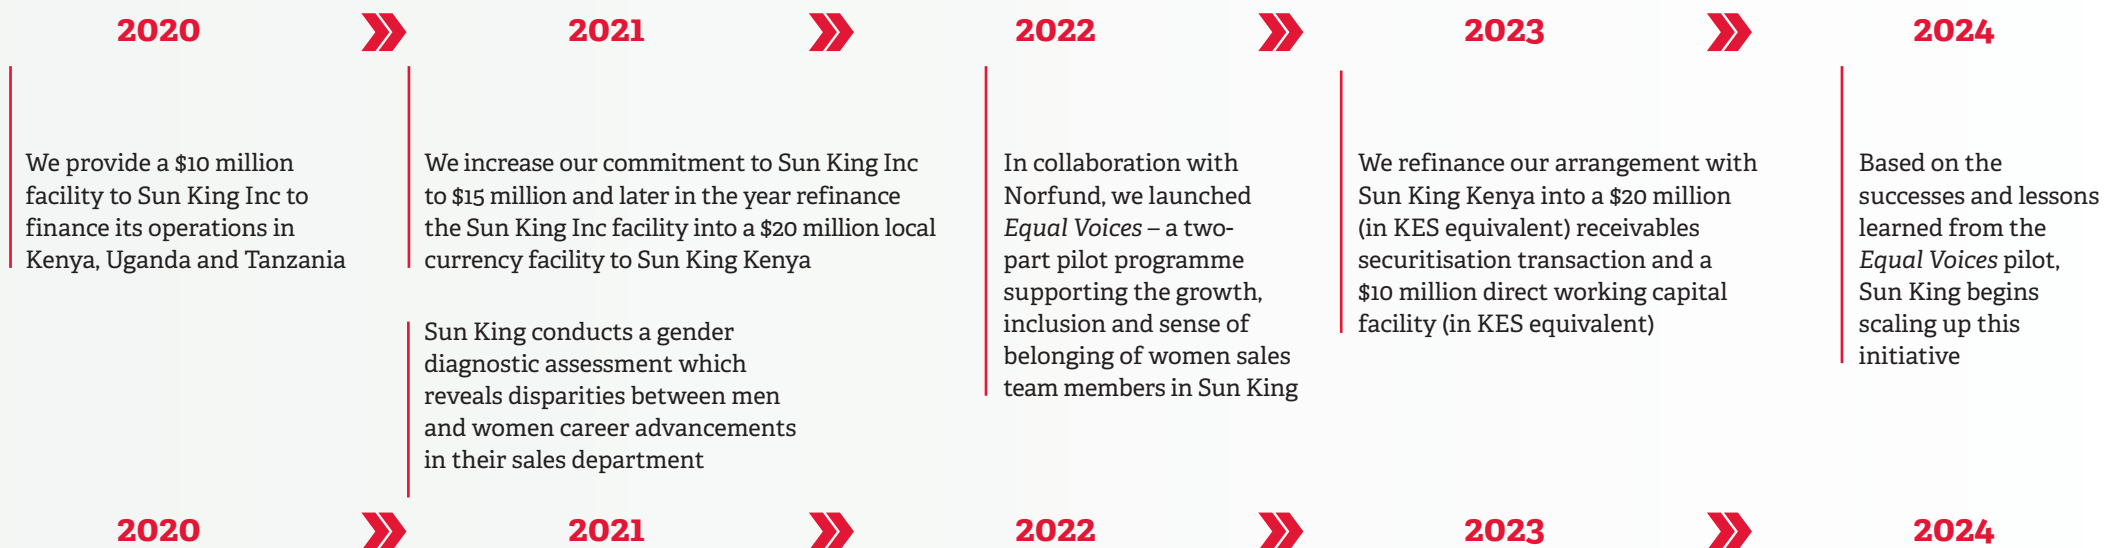 2020
2021
2022
2023
2024
We provide a $10 million
facility to Sun King Inc to
finance its operations in
Kenya, Uganda and Tanzania
We increase our commitment to Sun King Inc
to $15 million and later in the year refinance
the Sun King Inc facility into a $20 million local
currency facility to Sun King Kenya
Sun King conducts a gender
diagnostic assessment which
reveals disparities between men
and women career advancements
in their sales department
In collaboration with
Norfund, we launched
Equal Voices – a two-
part pilot programme
supporting the growth,
inclusion and sense of
belonging of women sales
team members in Sun King
We refinance our arrangement with
Sun King Kenya into a $20 million
(in KES equivalent) receivables
securitisation transaction and a
$10 million direct working capital
facility (in KES equivalent)
Based on the
successes and lessons
learned from the
Equal Voices pilot,
Sun King begins
scaling up this
initiative
2020
2021
2022
2023
2024